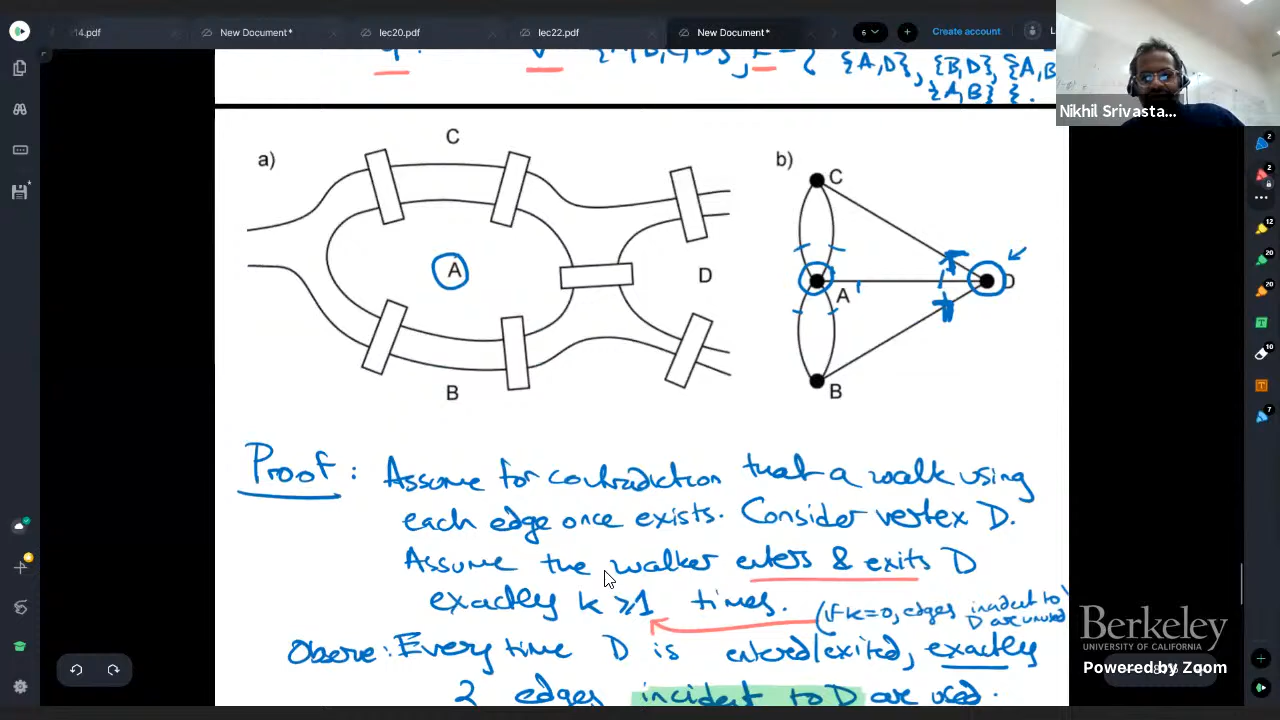 14.pdf New Document* lec20.pdf lec22.pdf New Document* 6 Create account
{A,D}, {B,D}, {A,B
{A,B} }.
Nikhil Srivasta...
a) C b) C
A D A D
B B
Proof: Assume for contradiction that a walk using
each edge once exists. Consider vertex D.
Assume the walker enters & exits D
exactly k ≥ 1 times. (if k=0, edges incident to
D are unused
Observe: Every time D is entered/exited, exactly
2 edges incident to D are used.
Berkeley
UNIVERSITY OF CALIFORNIA
Powered by Zoom